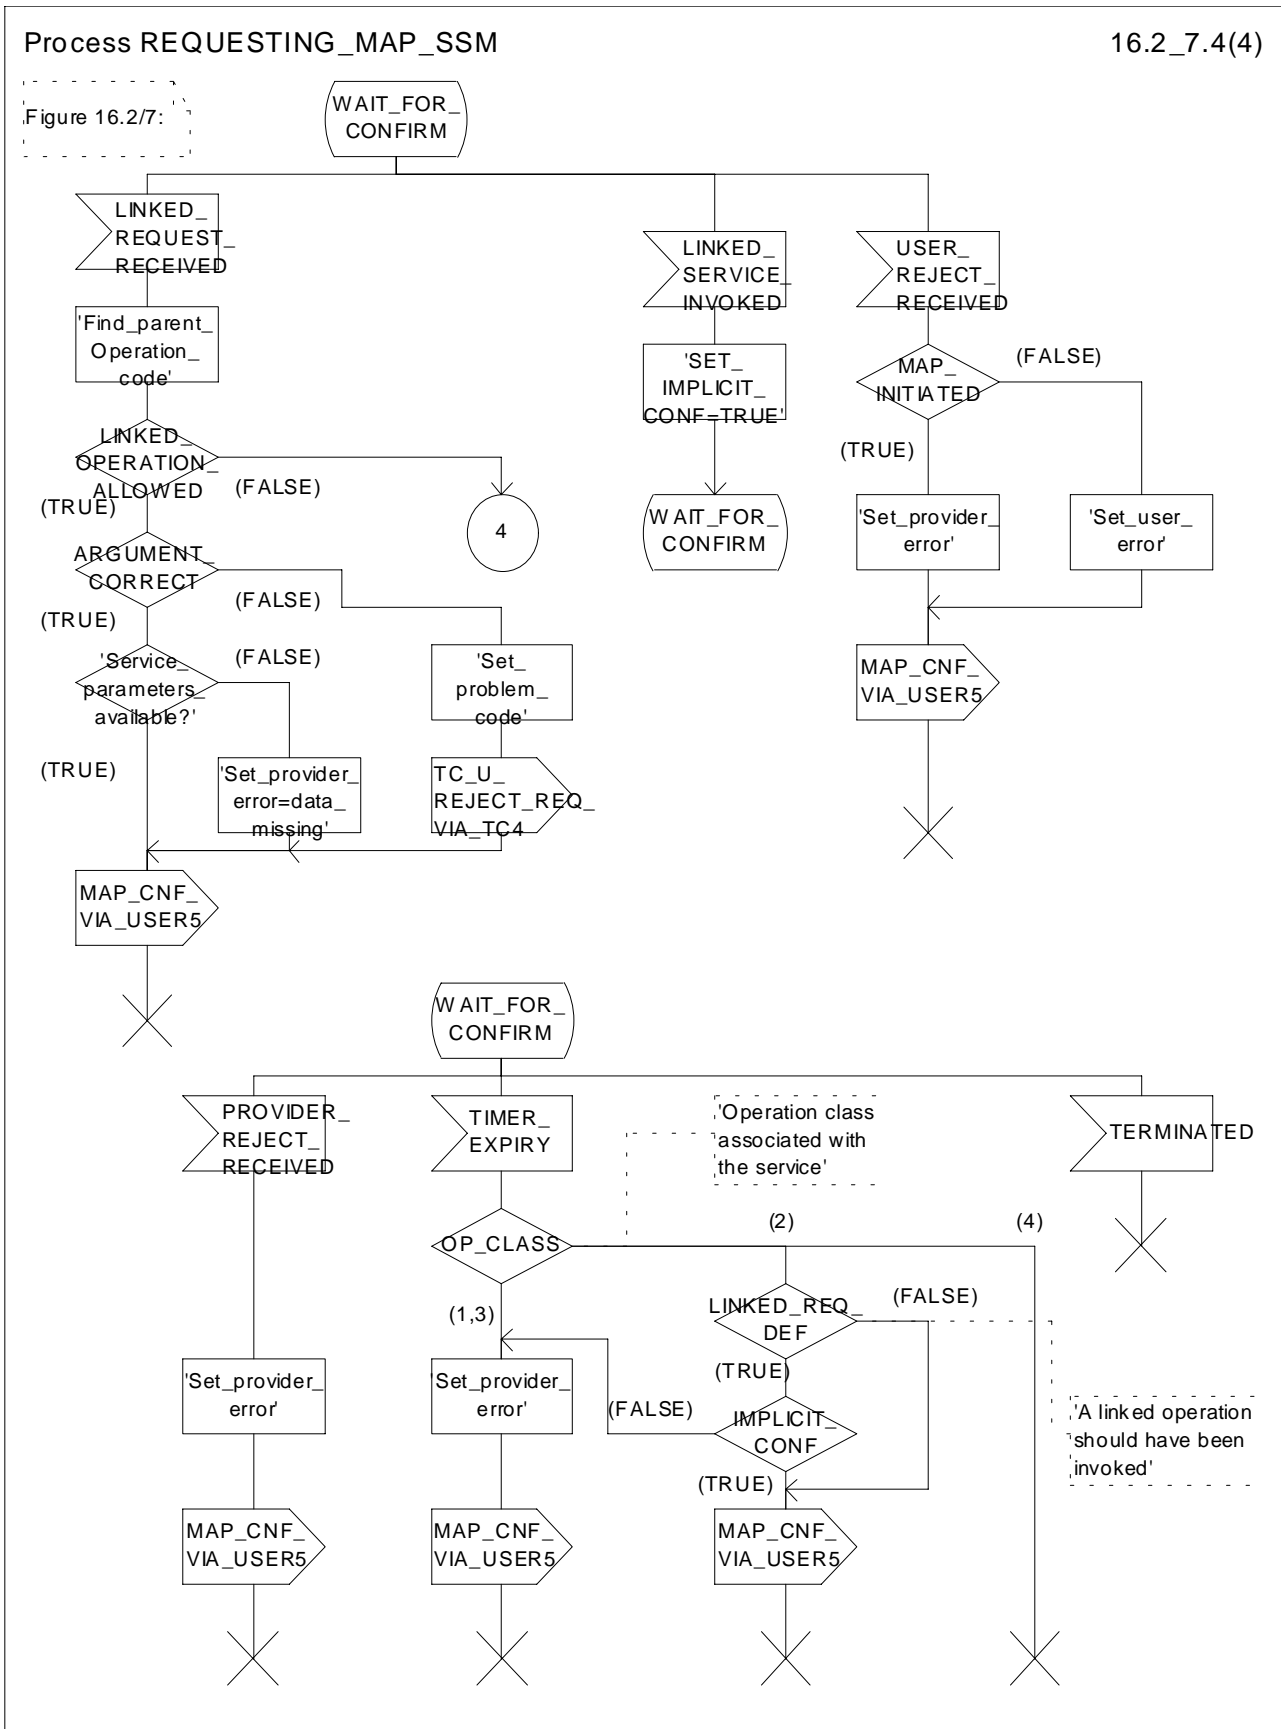 Process REQUESTING_MAP_SSM
16.2_7.4(4)
Figure 16.2/7:
WAIT_FOR_
CONFIRM
LINKED_
REQUEST_
RECEIVED
LINKED_
SERVICE_
INVOKED
USER_
REJECT_
RECEIVED
'Find_parent_
Operation_
code'
'SET_
IMPLICIT_
CONF=TRUE'
MAP_
INITIATED
(FALSE)
(TRUE)
LINKED_
OPERATION_
ALLOWED
(FALSE)
(TRUE)
4
WAIT_FOR_
CONFIRM
'Set_provider_
error'
'Set_user_
error'
ARGUMENT_
CORRECT
(FALSE)
(TRUE)
'Service_
parameters_
available?'
(FALSE)
(TRUE)
'Set_
problem_
code'
MAP_CNF_
VIA_USER5
'Set_provider_
error=data_
missing'
TC_U_
REJECT_REQ_
VIA_TC4
MAP_CNF_
VIA_USER5
WAIT_FOR_
CONFIRM
PROVIDER_
REJECT_
RECEIVED
TIMER_
EXPIRY
'Operation class
associated with
the service'
TERMINATED
OP_CLASS
(2)
(4)
(1,3)
LINKED_REQ_
DEF
(FALSE)
(TRUE)
'Set_provider_
error'
'Set_provider_
error'
(FALSE)
IMPLICIT_
CONF
(TRUE)
'A linked operation
should have been
invoked'
MAP_CNF_
VIA_USER5
MAP_CNF_
VIA_USER5
MAP_CNF_
VIA_USER5